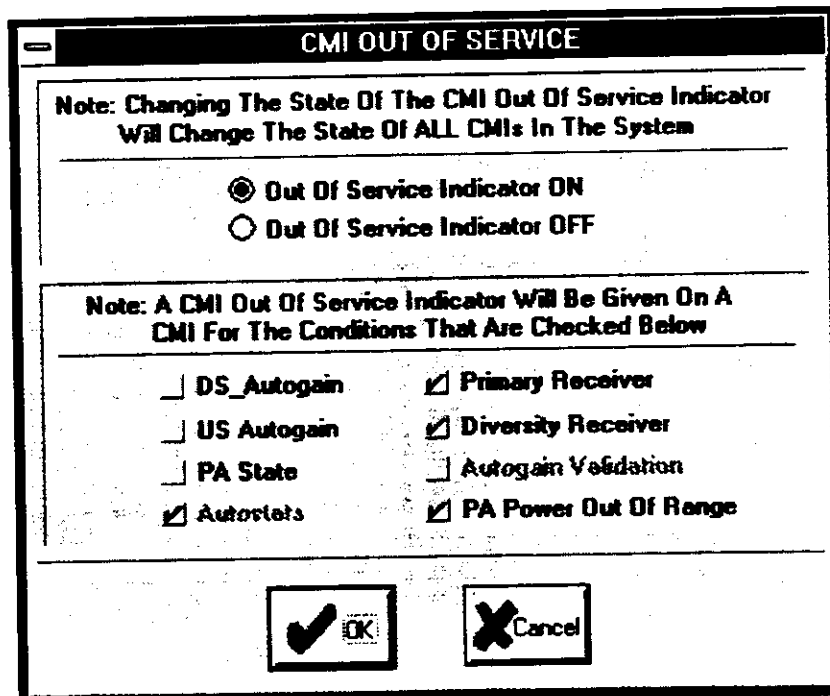 CMI OUT OF SERVICE
Note: Changing The State Of The CMI Out Of Service Indicator
Will Change The State Of ALL CMIs In The System
Out Of Service Indicator ON
Out Of Service Indicator OFF
Note: A CMI Out Of Service Indicator Will Be Given On A
CMI For The Conditions That Are Checked Below
DS_Autogain
Primary Receiver
US Autogain
Diversity Receiver
PA State
Autogain Validation
Autostats
PA Power Out Of Range
OK
Cancel